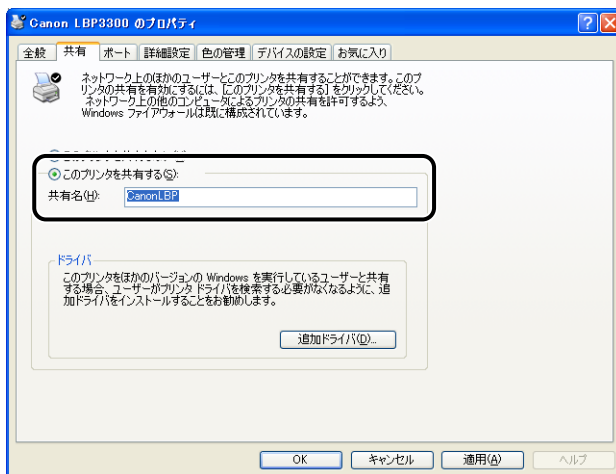 Canon LBP3300 のプロパティ
全般 共有 ポート 詳細設定 色の管理 デバイスの設定 お気に入り
ネットワーク上のほかのユーザーとこのプリンタを共有することができます。このプ
リンタの共有を有効にするには、[このプリンタを共有する] をクリックしてください。
ネットワーク上の他のコンピュータによるプリンタの共有を許可するよう、
Windows ファイアウォールは既に構成されています。
このプリンタを共有する(S):
共有名(H): CanonLBP
ドライバ
このプリンタをほかのバージョンの Windows を実行しているユーザーと共有
する場合、ユーザーがプリンタ ドライバを検索する必要がなくなるように、追
加ドライバをインストールすることをお勧めします。
追加ドライバ(D)...
OK キャンセル 適用(A) ヘルプ